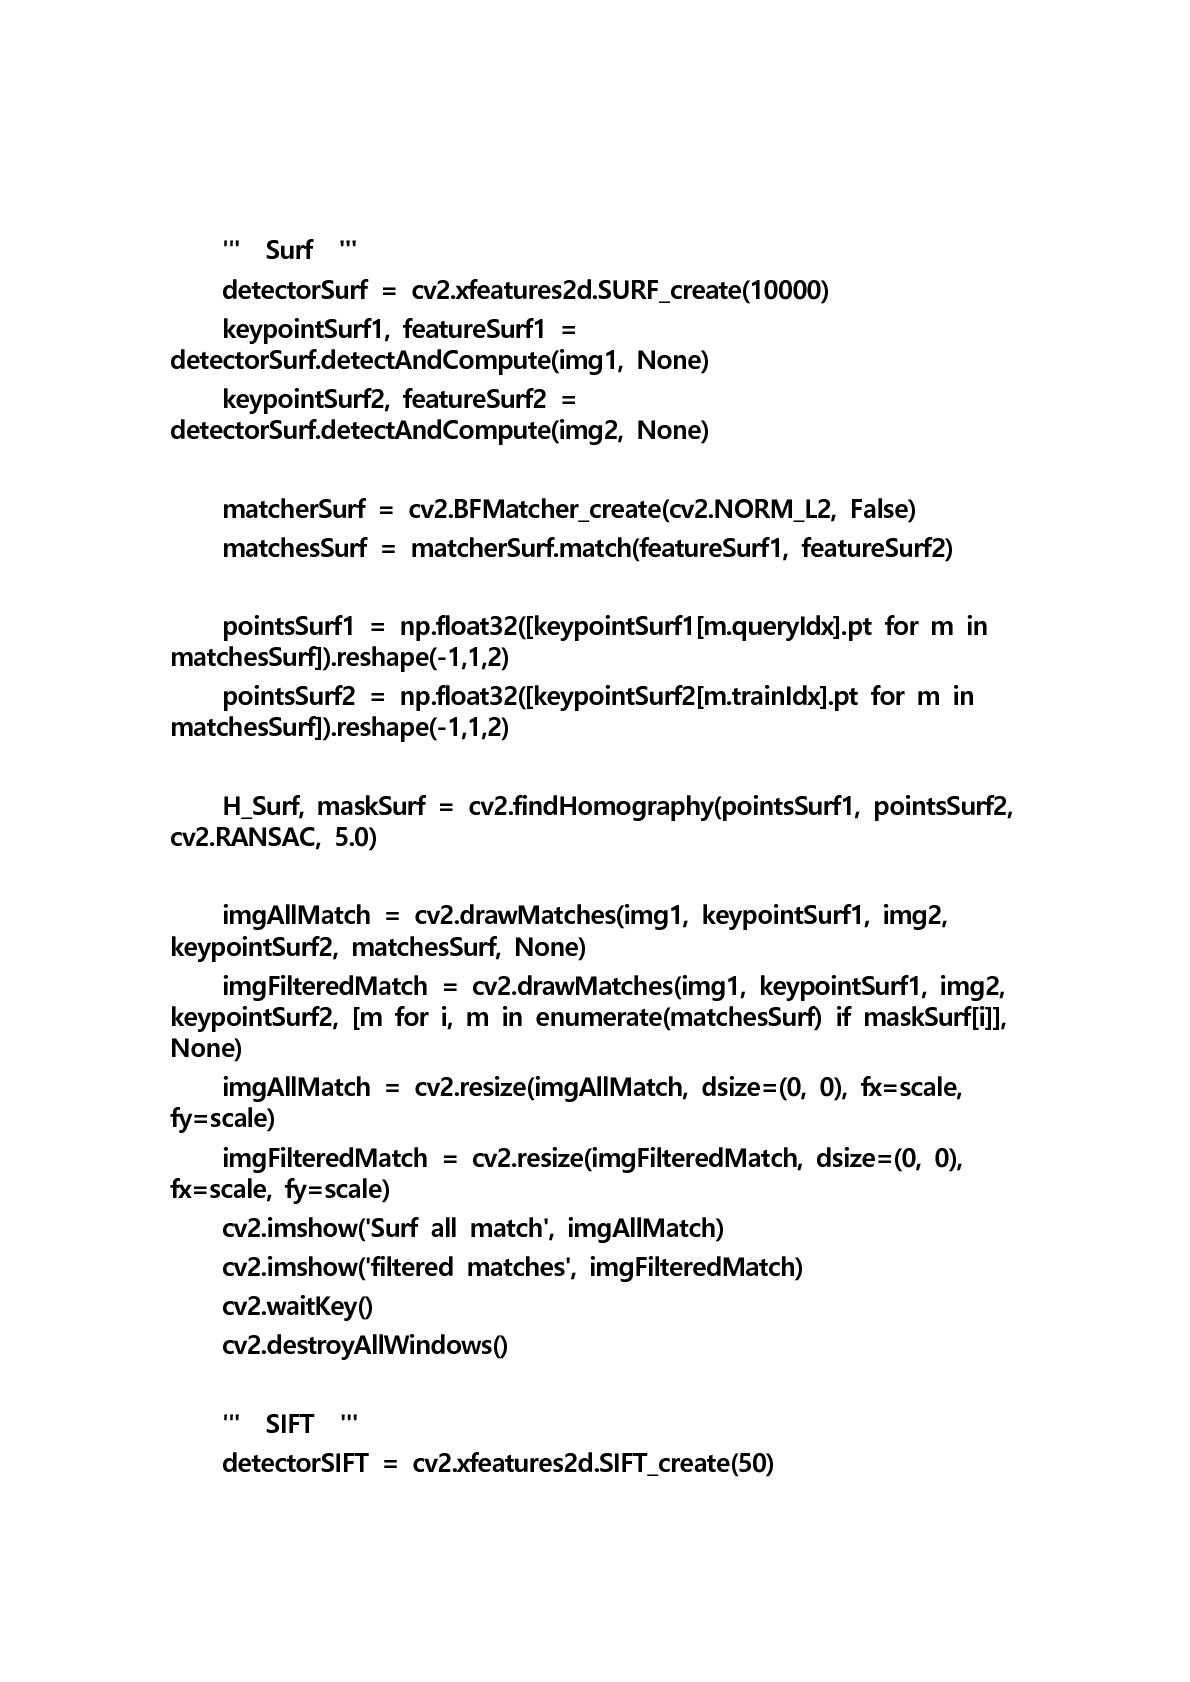 '''  Surf  '''
detectorSurf = cv2.xfeatures2d.SURF_create(10000)
keypointSurf1, featureSurf1 =
detectorSurf.detectAndCompute(img1, None)
keypointSurf2, featureSurf2 =
detectorSurf.detectAndCompute(img2, None)
matcherSurf = cv2.BFMatcher_create(cv2.NORM_L2, False)
matchesSurf = matcherSurf.match(featureSurf1, featureSurf2)
pointsSurf1 = np.float32([keypointSurf1[m.queryIdx].pt for m in
matchesSurf]).reshape(-1,1,2)
pointsSurf2 = np.float32([keypointSurf2[m.trainIdx].pt for m in
matchesSurf]).reshape(-1,1,2)
H_Surf, maskSurf = cv2.findHomography(pointsSurf1, pointsSurf2,
cv2.RANSAC, 5.0)
imgAllMatch = cv2.drawMatches(img1, keypointSurf1, img2,
keypointSurf2, matchesSurf, None)
imgFilteredMatch = cv2.drawMatches(img1, keypointSurf1, img2,
keypointSurf2, [m for i, m in enumerate(matchesSurf) if maskSurf[i]],
None)
imgAllMatch = cv2.resize(imgAllMatch, dsize=(0, 0), fx=scale,
fy=scale)
imgFilteredMatch = cv2.resize(imgFilteredMatch, dsize=(0, 0),
fx=scale, fy=scale)
cv2.imshow('Surf all match', imgAllMatch)
cv2.imshow('filtered matches', imgFilteredMatch)
cv2.waitKey()
cv2.destroyAllWindows()
'''  SIFT  '''
detectorSIFT = cv2.xfeatures2d.SIFT_create(50)